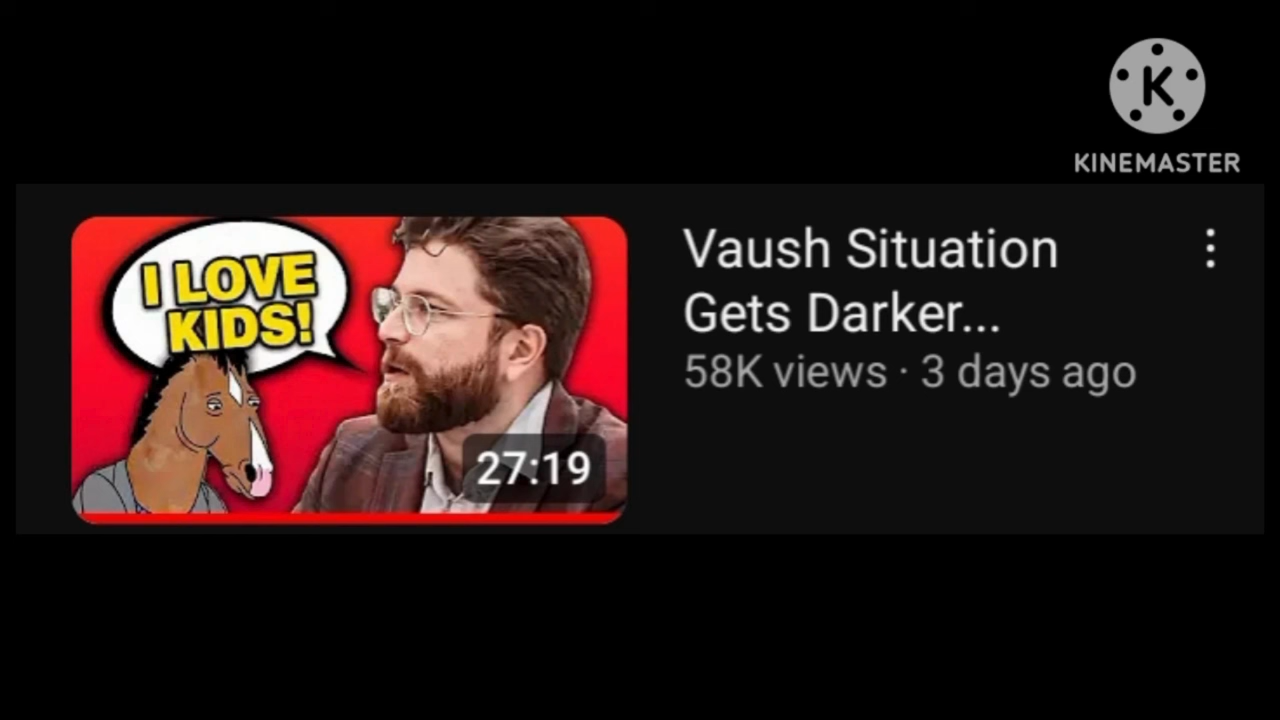 K
KINEMASTER
I LOVE
KIDS!
27:19
Vaush Situation
Gets Darker...
58K views · 3 days ago